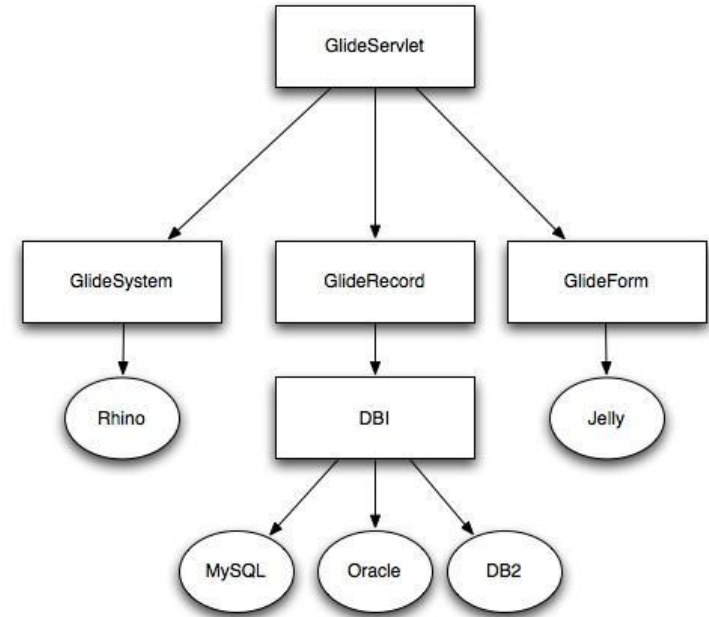 GlideServlet
GlideSystem
GlideRecord
GlideForm
Rhino
DBI
Jelly
MySQL
Oracle
DB2